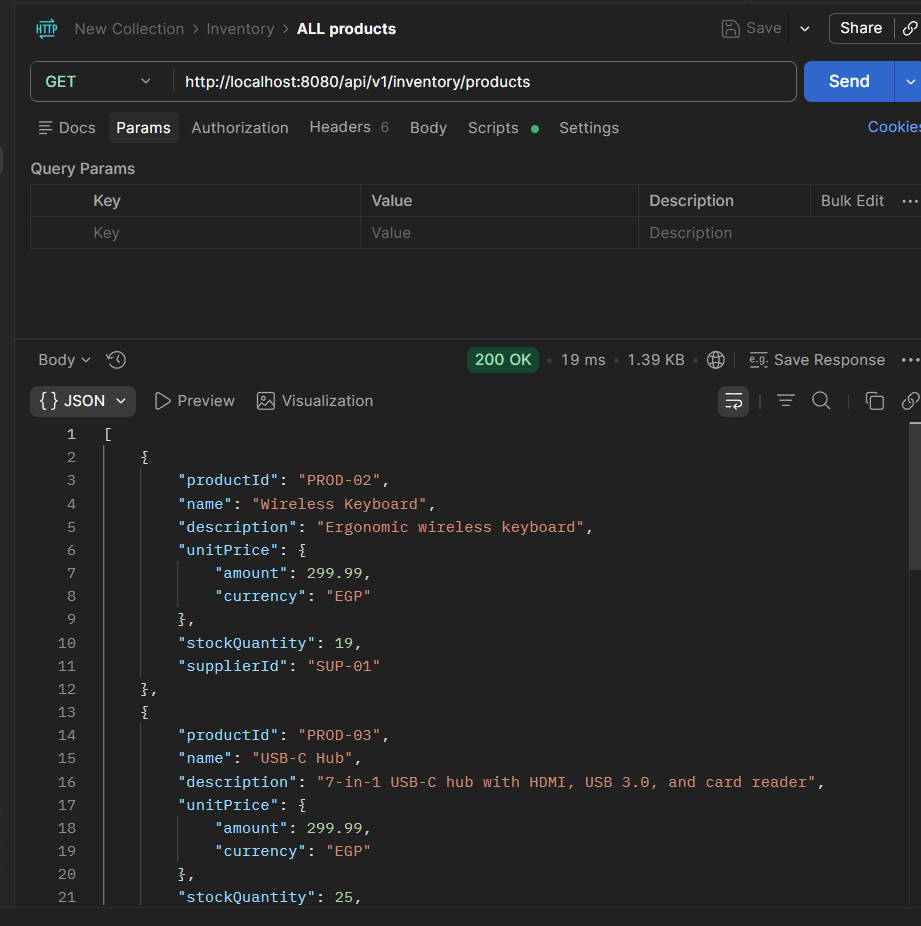 HTTP New Collection > Inventory > ALL products Save Share
GET http://localhost:8080/api/v1/inventory/products Send
Docs Params Authorization Headers 6 Body Scripts Settings Cookies
Query Params
Key Value Description Bulk Edit ...
Key Value Description
Body 200 OK • 19 ms • 1.39 KB • e.g. Save Response ...
{} JSON Preview Visualization
1 [
2 {
3 "productId": "PROD-02",
4 "name": "Wireless Keyboard",
5 "description": "Ergonomic wireless keyboard",
6 "unitPrice": {
7 "amount": 299.99,
8 "currency": "EGP"
9 },
10 "stockQuantity": 19,
11 "supplierId": "SUP-01"
12 },
13 {
14 "productId": "PROD-03",
15 "name": "USB-C Hub",
16 "description": "7-in-1 USB-C hub with HDMI, USB 3.0, and card reader",
17 "unitPrice": {
18 "amount": 299.99,
19 "currency": "EGP"
20 },
21 "stockQuantity": 25,